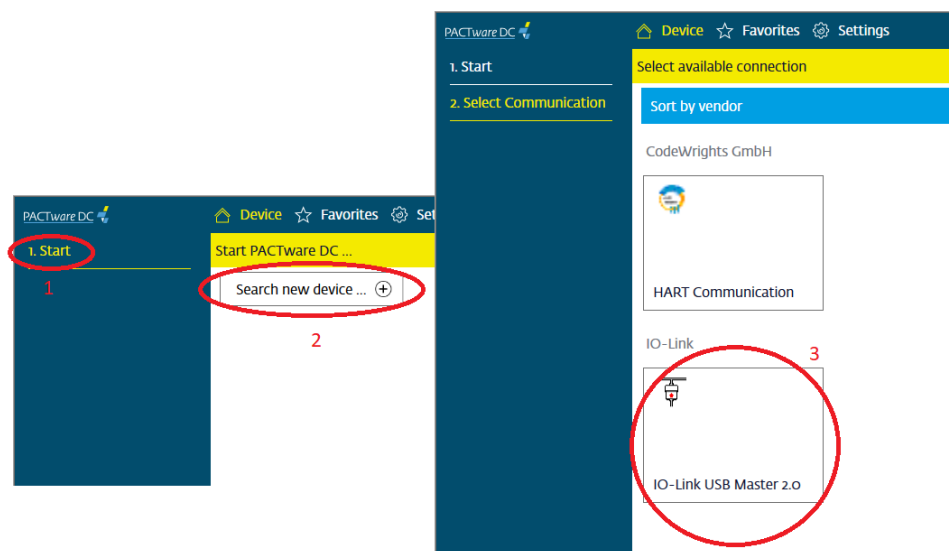 PACTware DC
Device Favorites Settings
1. Start
Select available connection
2. Select Communication
Sort by vendor
CodeWrights GmbH
HART Communication
IO-Link
3
IO-Link USB Master 2.0
PACTware DC
Device Favorites Set
1. Start
Start PACTware DC ...
1
Search new device ...
2